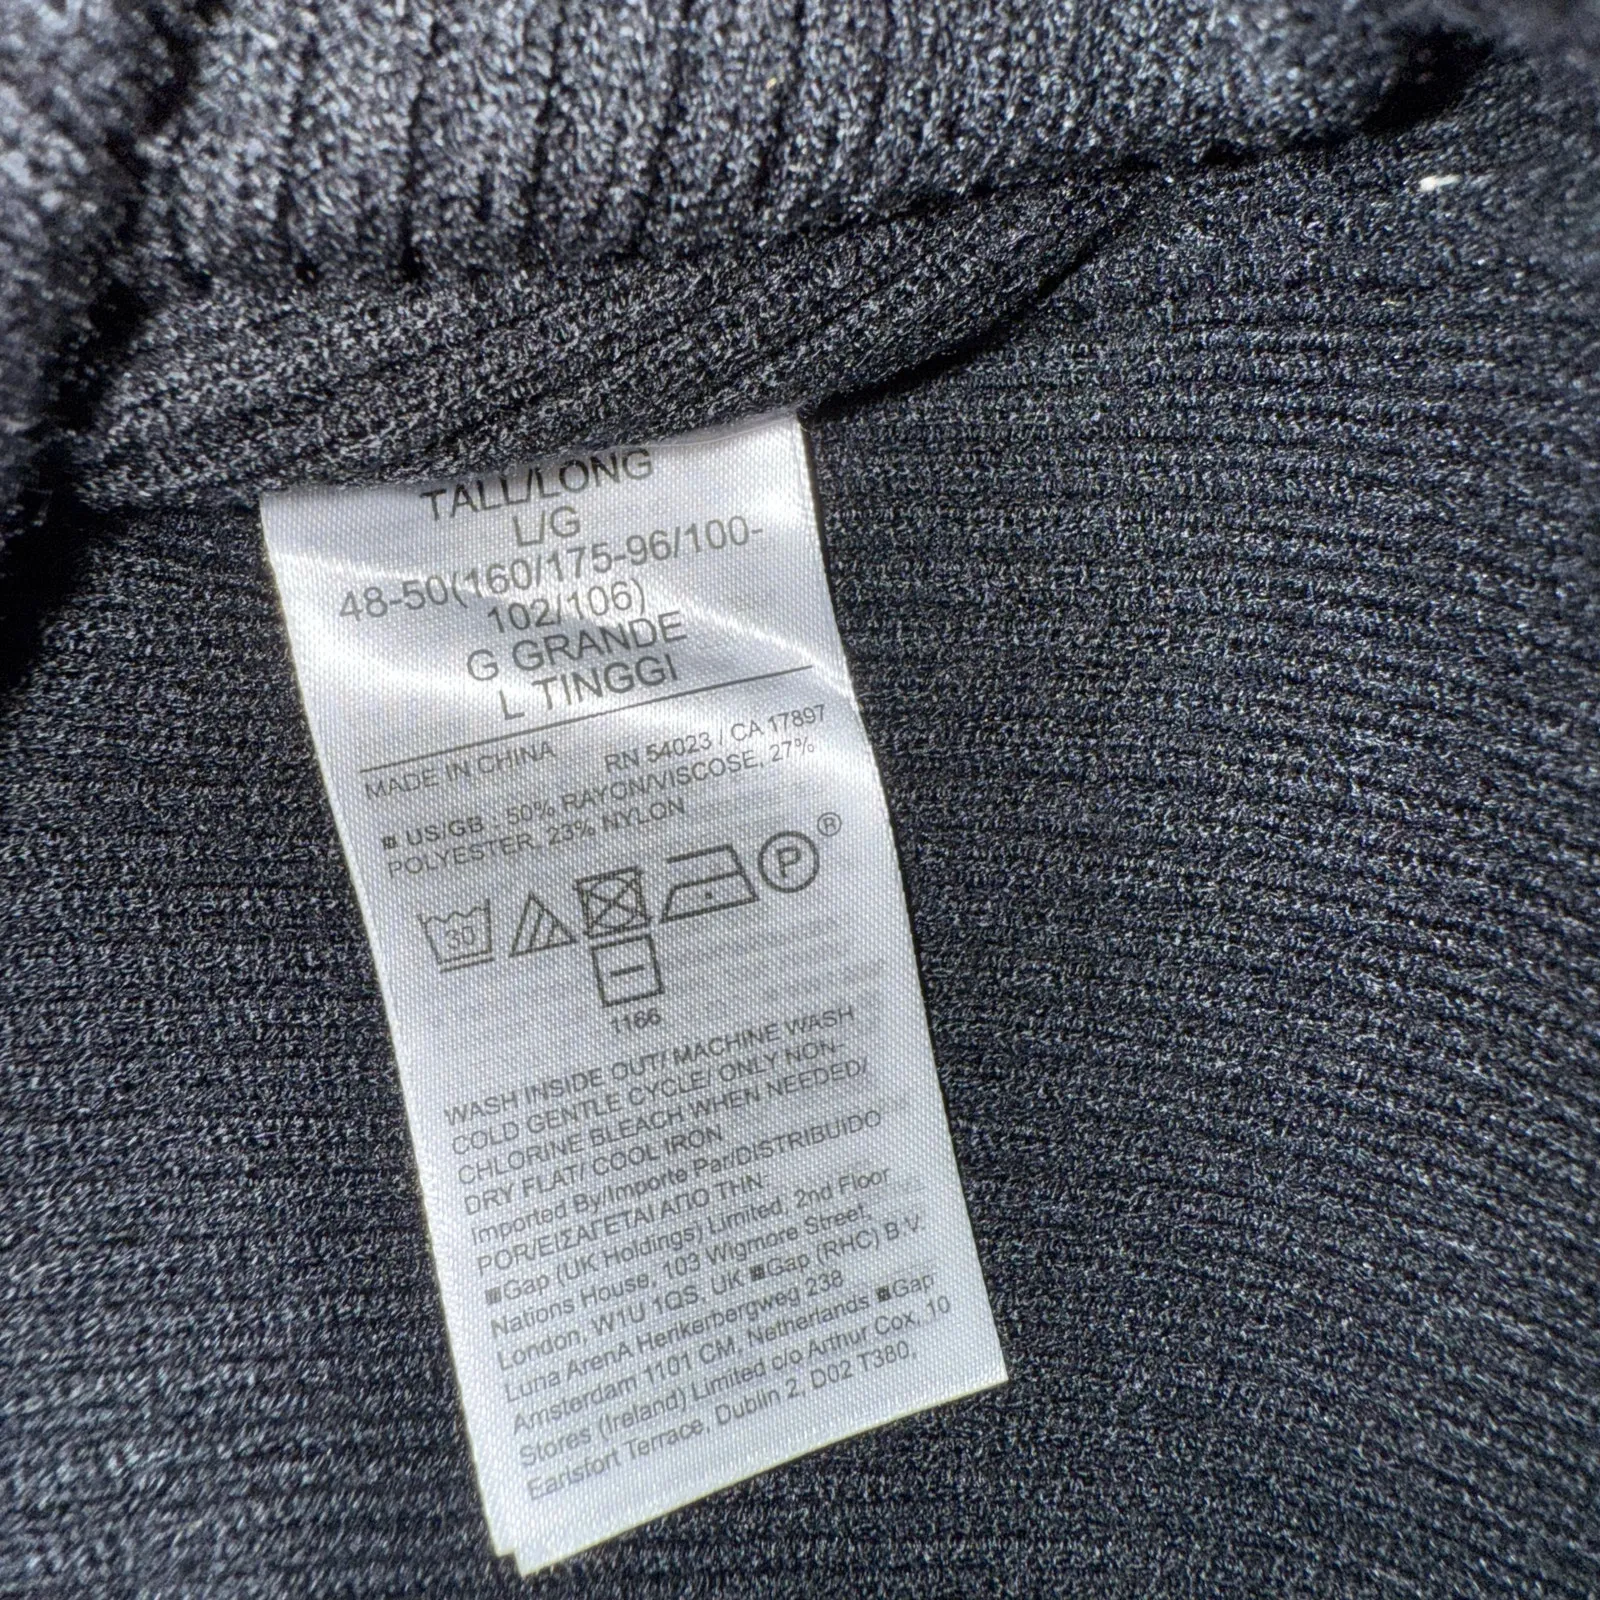 TALL/LONG
L/G
48-50(160/175-96/100-
102/106)
G GRANDE
L TINGGI
MADE IN CHINA RN 54023 / CA 17897
US/GB : 50% RAYON/VISCOSE, 27%
POLYESTER, 23% NYLON
30 P ®
1166
WASH INSIDE OUT/ MACHINE WASH
COLD GENTLE CYCLE/ ONLY NON-
CHLORINE BLEACH WHEN NEEDED/
DRY FLAT/ COOL IRON
Imported By/Importe Par/DISTRIBUIDO
POR/ΕΙΣΑΓΕΤΑΙ ΑΠΟ ΤΗΝ:
■Gap (UK Holdings) Limited, 2nd Floor
Nations House, 103 Wigmore Street,
London, W1U 1QS, UK ■Gap (RHC) B.V.
Luna ArenA Herikerbergweg 238
Amsterdam 1101 CM, Netherlands ■Gap
Stores (Ireland) Limited c/o Arthur Cox, 10
Earlsfort Terrace, Dublin 2, D02 T380,